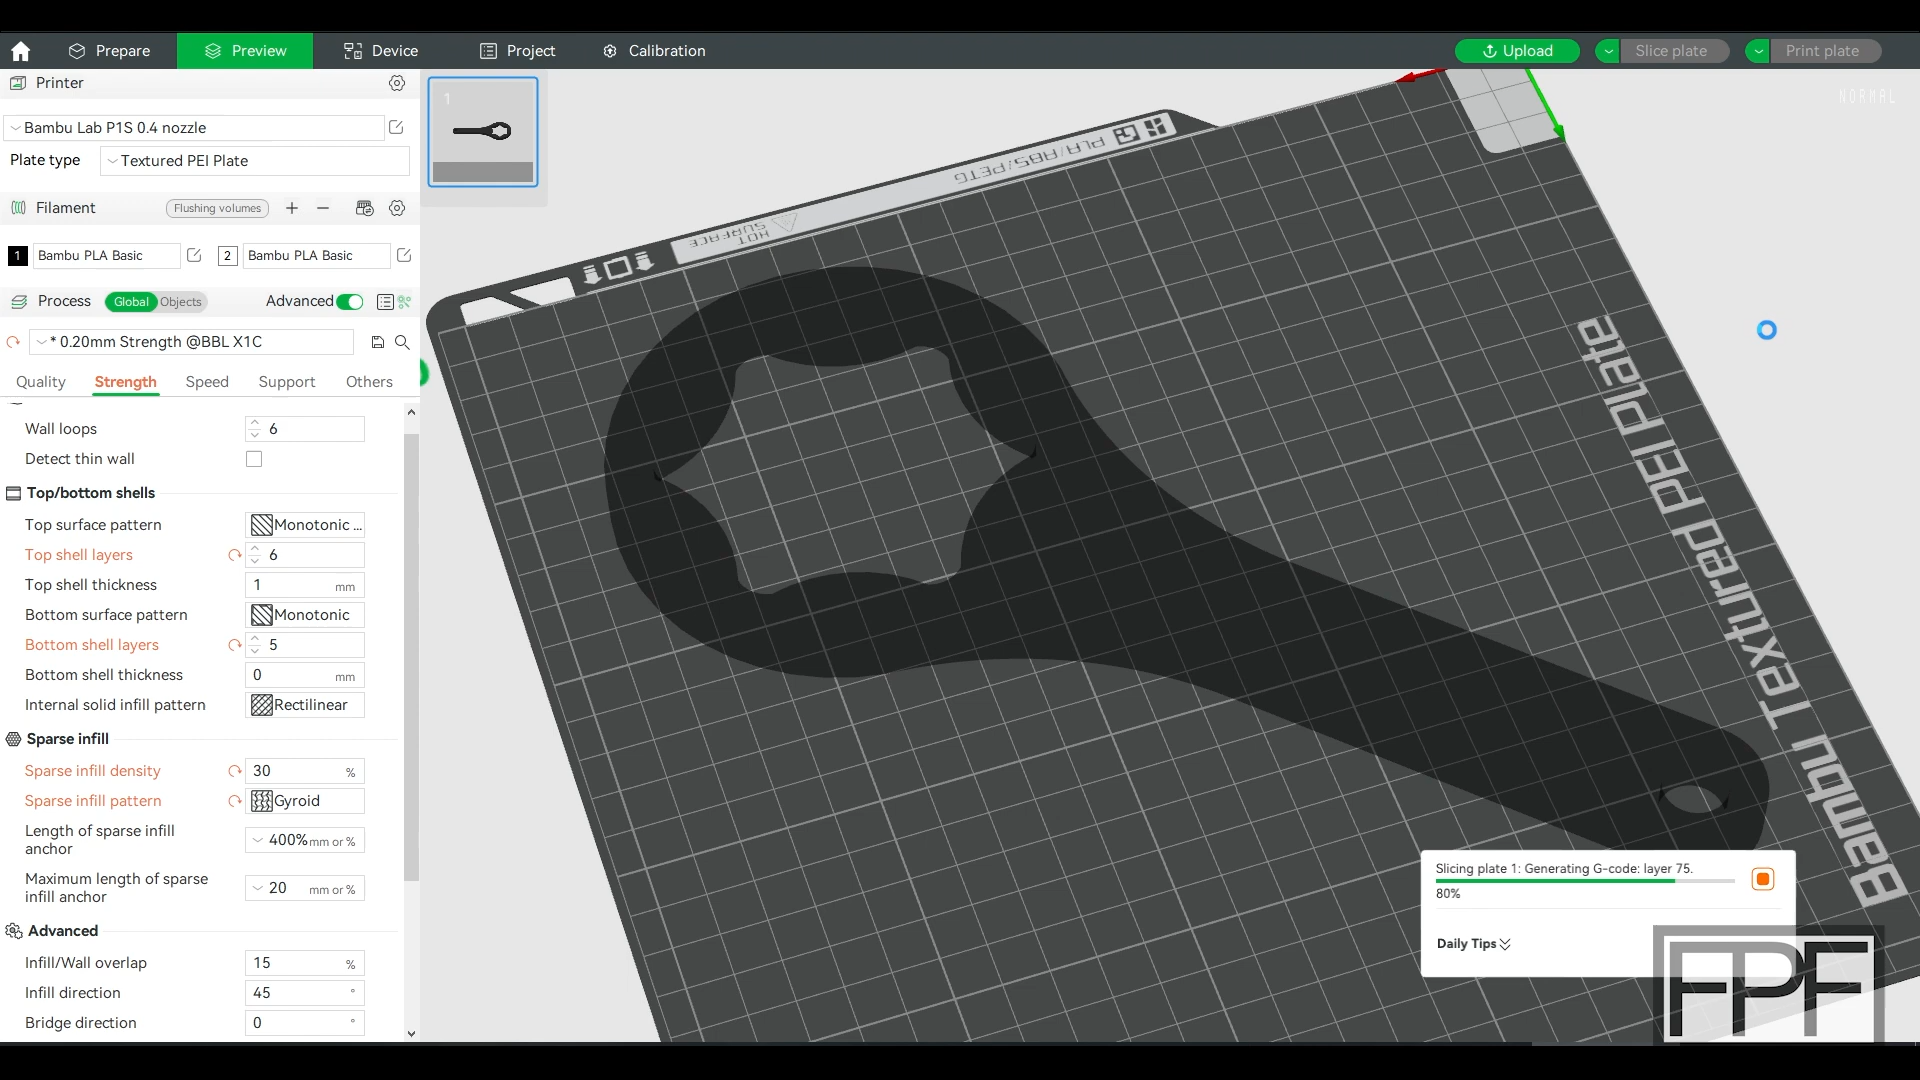 Prepare
Preview
Device
Project
Calibration
Upload
Slice plate
Print plate
Printer
Bambu Lab P1S 0.4 nozzle
Plate type
Textured PEI Plate
Filament
Flushing volumes
1
Bambu PLA Basic
2
Bambu PLA Basic
Process
Global
Objects
Advanced
* 0.20mm Strength @BBL X1C
Quality
Strength
Speed
Support
Others
Wall loops
6
Detect thin wall
Top/bottom shells
Top surface pattern
Monotonic ...
Top shell layers
6
Top shell thickness
1 mm
Bottom surface pattern
Monotonic
Bottom shell layers
5
Bottom shell thickness
0 mm
Internal solid infill pattern
Rectilinear
Sparse infill
Sparse infill density
30 %
Sparse infill pattern
Gyroid
Length of sparse infill
anchor
400% mm or %
Maximum length of sparse
infill anchor
20 mm or %
Advanced
Infill/Wall overlap
15 %
Infill direction
45 °
Bridge direction
0 °
1
NORMAL
PLA/ABS/PETG
HOT
SURFACE
Bambu Textured PEI Plate
Slicing plate 1: Generating G-code: layer 75.
80%
Daily Tips
FPF